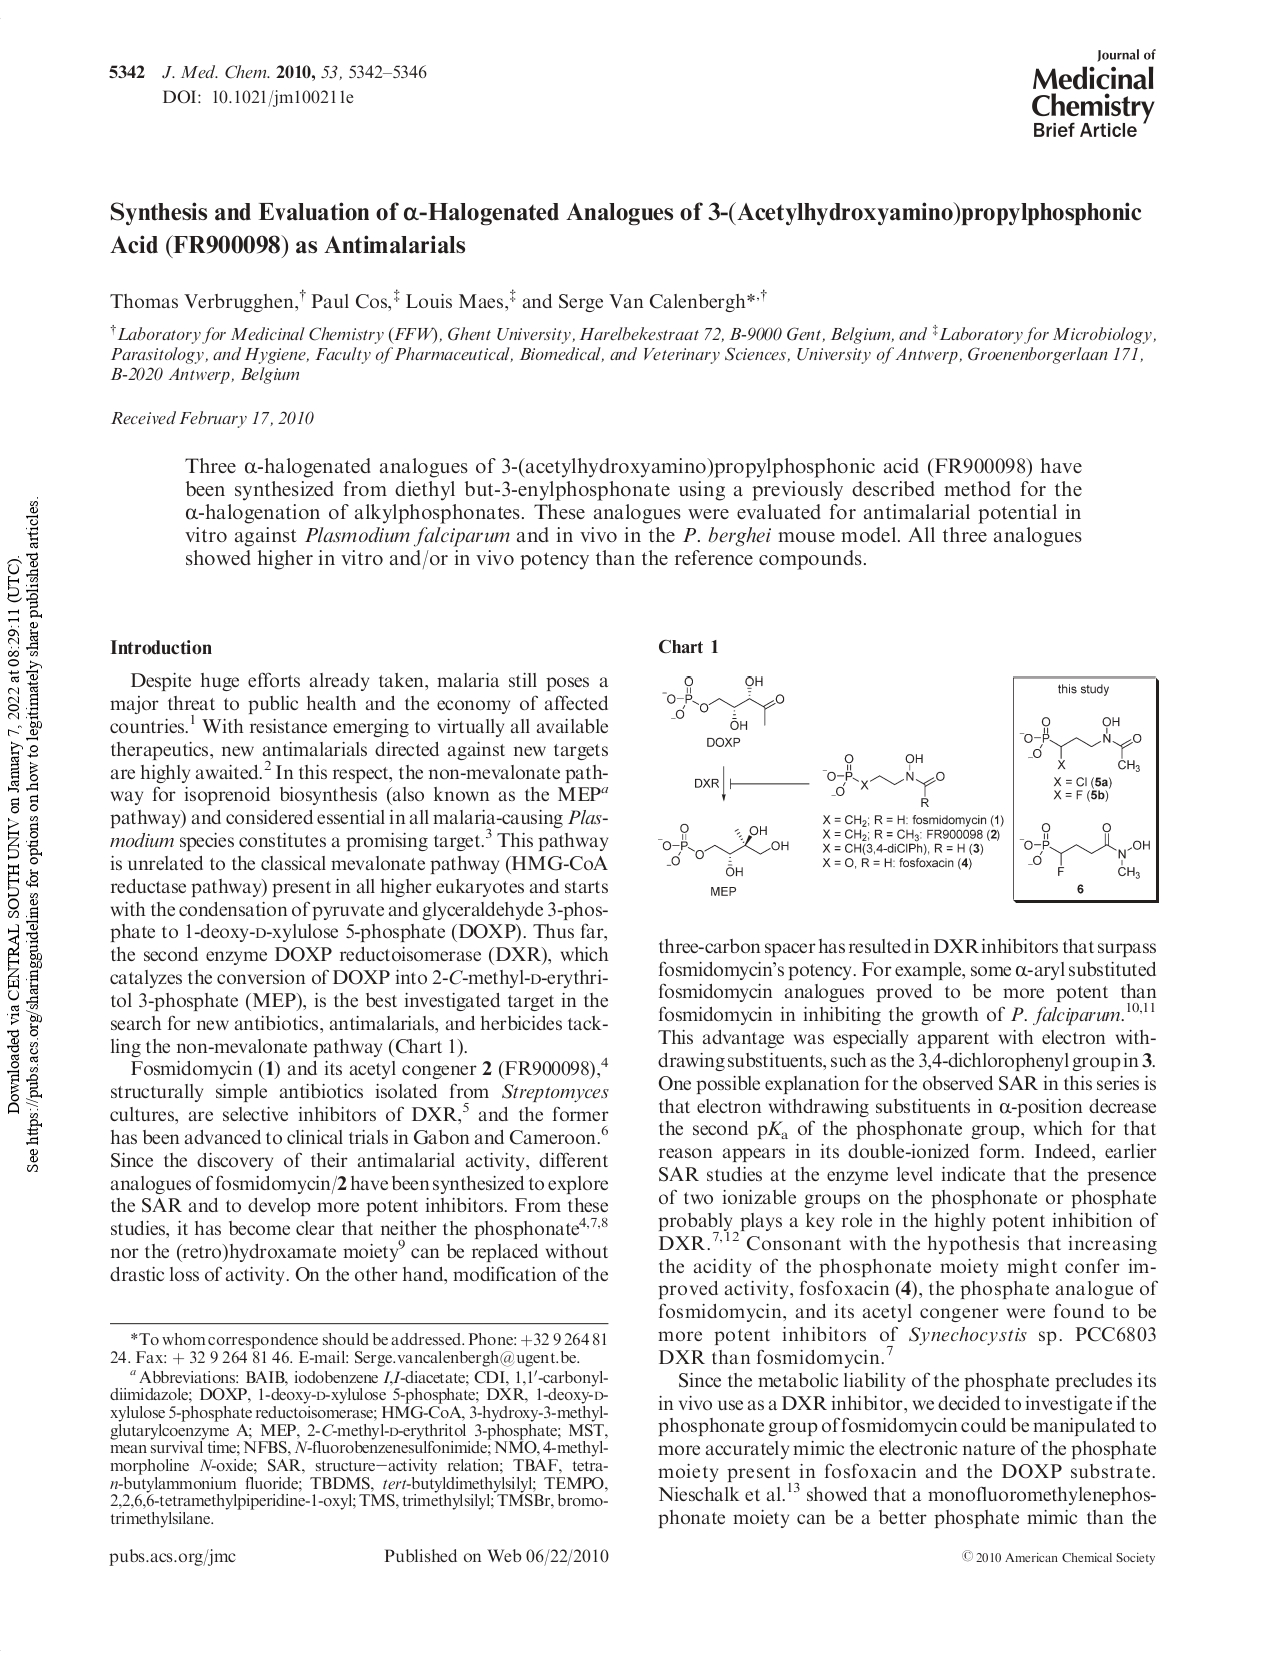 5342 J. Med. Chem. 2010, 53, 5342–5346
DOI: 10.1021/jm100211e
Journal of
Medicinal
Chemistry
Brief Article
Synthesis and Evaluation of α-Halogenated Analogues of 3-(Acetylhydroxyamino)propylphosphonic
Acid (FR900098) as Antimalarials
Thomas Verbrugghen,† Paul Cos,‡ Louis Maes,‡ and Serge Van Calenbergh*,†
†Laboratory for Medicinal Chemistry (FFW), Ghent University, Harelbekestraat 72, B-9000 Gent, Belgium, and ‡Laboratory for Microbiology,
Parasitology, and Hygiene, Faculty of Pharmaceutical, Biomedical, and Veterinary Sciences, University of Antwerp, Groenenborgerlaan 171,
B-2020 Antwerp, Belgium
Received February 17, 2010
Three α-halogenated analogues of 3-(acetylhydroxyamino)propylphosphonic acid (FR900098) have
been synthesized from diethyl but-3-enylphosphonate using a previously described method for the
α-halogenation of alkylphosphonates. These analogues were evaluated for antimalarial potential in
vitro against Plasmodium falciparum and in vivo in the P. berghei mouse model. All three analogues
showed higher in vitro and/or in vivo potency than the reference compounds.
Introduction
Despite huge efforts already taken, malaria still poses a
major threat to public health and the economy of affected
countries.1 With resistance emerging to virtually all available
therapeutics, new antimalarials directed against new targets
are highly awaited.2 In this respect, the non-mevalonate path-
way for isoprenoid biosynthesis (also known as the MEPa
pathway) and considered essential in all malaria-causing Plas-
modium species constitutes a promising target.3 This pathway
is unrelated to the classical mevalonate pathway (HMG-CoA
reductase pathway) present in all higher eukaryotes and starts
with the condensation of pyruvate and glyceraldehyde 3-phos-
phate to 1-deoxy-D-xylulose 5-phosphate (DOXP). Thus far,
the second enzyme DOXP reductoisomerase (DXR), which
catalyzes the conversion of DOXP into 2-C-methyl-D-erythri-
tol 3-phosphate (MEP), is the best investigated target in the
search for new antibiotics, antimalarials, and herbicides tack-
ling the non-mevalonate pathway (Chart 1).
Fosmidomycin (1) and its acetyl congener 2 (FR900098),4
structurally simple antibiotics isolated from Streptomyces
cultures, are selective inhibitors of DXR,5 and the former
has been advanced to clinical trials in Gabon and Cameroon.6
Since the discovery of their antimalarial activity, different
analogues of fosmidomycin/2 have been synthesized to explore
the SAR and to develop more potent inhibitors. From these
studies, it has become clear that neither the phosphonate4,7,8
nor the (retro)hydroxamate moiety9 can be replaced without
drastic loss of activity. On the other hand, modification of the
*To whom correspondence should be addressed. Phone: +32 9 264 81
24. Fax: + 32 9 264 81 46. E-mail: Serge.vancalenbergh@ugent.be.
a Abbreviations: BAIB, iodobenzene I,I-diacetate; CDI, 1,1′-carbonyl-
diimidazole; DOXP, 1-deoxy-D-xylulose 5-phosphate; DXR, 1-deoxy-D-
xylulose 5-phosphate reductoisomerase; HMG-CoA, 3-hydroxy-3-methyl-
glutarylcoenzyme A; MEP, 2-C-methyl-D-erythritol 3-phosphate; MST,
mean survival time; NFBS, N-fluorobenzenesulfonimide; NMO, 4-methyl-
morpholine N-oxide; SAR, structure−activity relation; TBAF, tetra-
n-butylammonium fluoride; TBDMS, tert-butyldimethylsilyl; TEMPO,
2,2,6,6-tetramethylpiperidine-1-oxyl; TMS, trimethylsilyl; TMSBr, bromo-
trimethylsilane.
Chart 1
O OH
−O P O
−O O
OH
DOXP
DXR
O
−O P OH
−O O OH
OH
MEP
O OH
−O P X N O
−O R
X = CH2; R = H: fosmidomycin (1)
X = CH2; R = CH3: FR900098 (2)
X = CH(3,4-diClPh), R = H (3)
X = O, R = H: fosfoxacin (4)
this study
O OH
−O P N O
−O X CH3
X = Cl (5a)
X = F (5b)
O O
−O P N OH
−O F CH3
6
three-carbon spacer has resulted in DXR inhibitors that surpass
fosmidomycin's potency. For example, some α-aryl substituted
fosmidomycin analogues proved to be more potent than
fosmidomycin in inhibiting the growth of P. falciparum.10,11
This advantage was especially apparent with electron with-
drawing substituents, such as the 3,4-dichlorophenyl group in 3.
One possible explanation for the observed SAR in this series is
that electron withdrawing substituents in α-position decrease
the second pKa of the phosphonate group, which for that
reason appears in its double-ionized form. Indeed, earlier
SAR studies at the enzyme level indicate that the presence
of two ionizable groups on the phosphonate or phosphate
probably plays a key role in the highly potent inhibition of
DXR.7,12 Consonant with the hypothesis that increasing
the acidity of the phosphonate moiety might confer im-
proved activity, fosfoxacin (4), the phosphate analogue of
fosmidomycin, and its acetyl congener were found to be
more potent inhibitors of Synechocystis sp. PCC6803
DXR than fosmidomycin.7
Since the metabolic liability of the phosphate precludes its
in vivo use as a DXR inhibitor, we decided to investigate if the
phosphonate group of fosmidomycin could be manipulated to
more accurately mimic the electronic nature of the phosphate
moiety present in fosfoxacin and the DOXP substrate.
Nieschalk et al.13 showed that a monofluoromethylenephos-
phonate moiety can be a better phosphate mimic than the
pubs.acs.org/jmc Published on Web 06/22/2010 © 2010 American Chemical Society
Downloaded via CENTRAL SOUTH UNIV on January 7, 2022 at 08:29:11 (UTC).
See https://pubs.acs.org/sharingguidelines for options on how to legitimately share published articles.